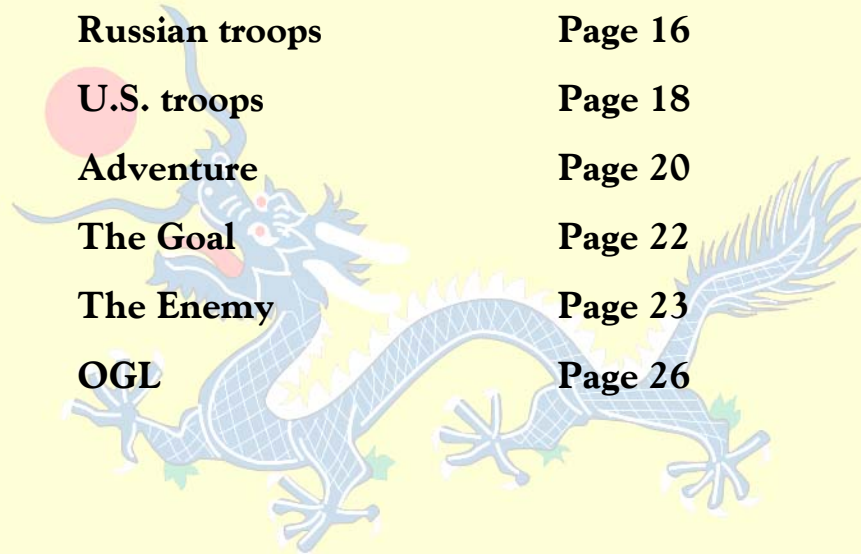 Russian troops Page 16
U.S. troops Page 18
Adventure Page 20
The Goal Page 22
The Enemy Page 23
OGL Page 26